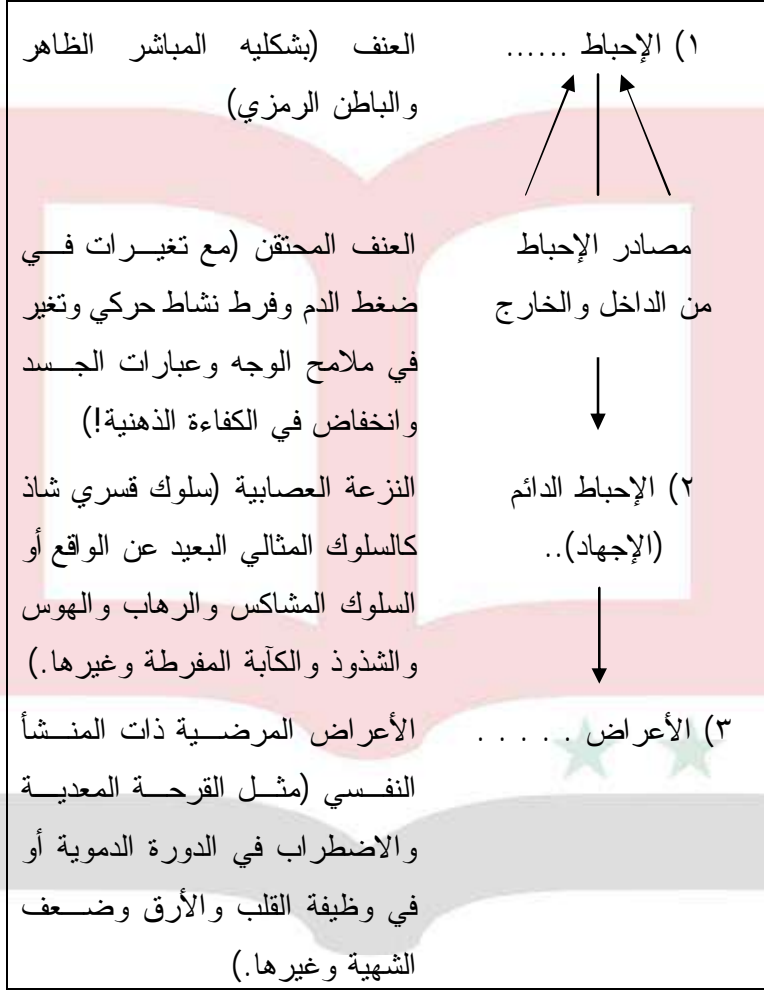 ١) الإحباط ...... العنف (بشكليه المباشر الظاهر
والباطن الرمزي)
مصادر الإحباط العنف المحتقن (مع تغيرات في
من الداخل والخارج ضغط الدم وفرط نشاط حركي وتغير
في ملامح الوجه وعبارات الجسد
وانخفاض في الكفاءة الذهنية!)
٢) الإحباط الدائم النزعة العصابية (سلوك قسري شاذ
(الإجهاد).. كالسلوك المثالي البعيد عن الواقع أو
السلوك المشاكس والرهاب والهوس
والشذوذ والكآبة المفرطة وغيرها.)
٣) الأعراض . . . . . الأعراض المرضية ذات المنشأ
النفسي (مثل القرحة المعدية
والاضطراب في الدورة الدموية أو
في وظيفة القلب والأرق وضعف
الشهية وغيرها.)